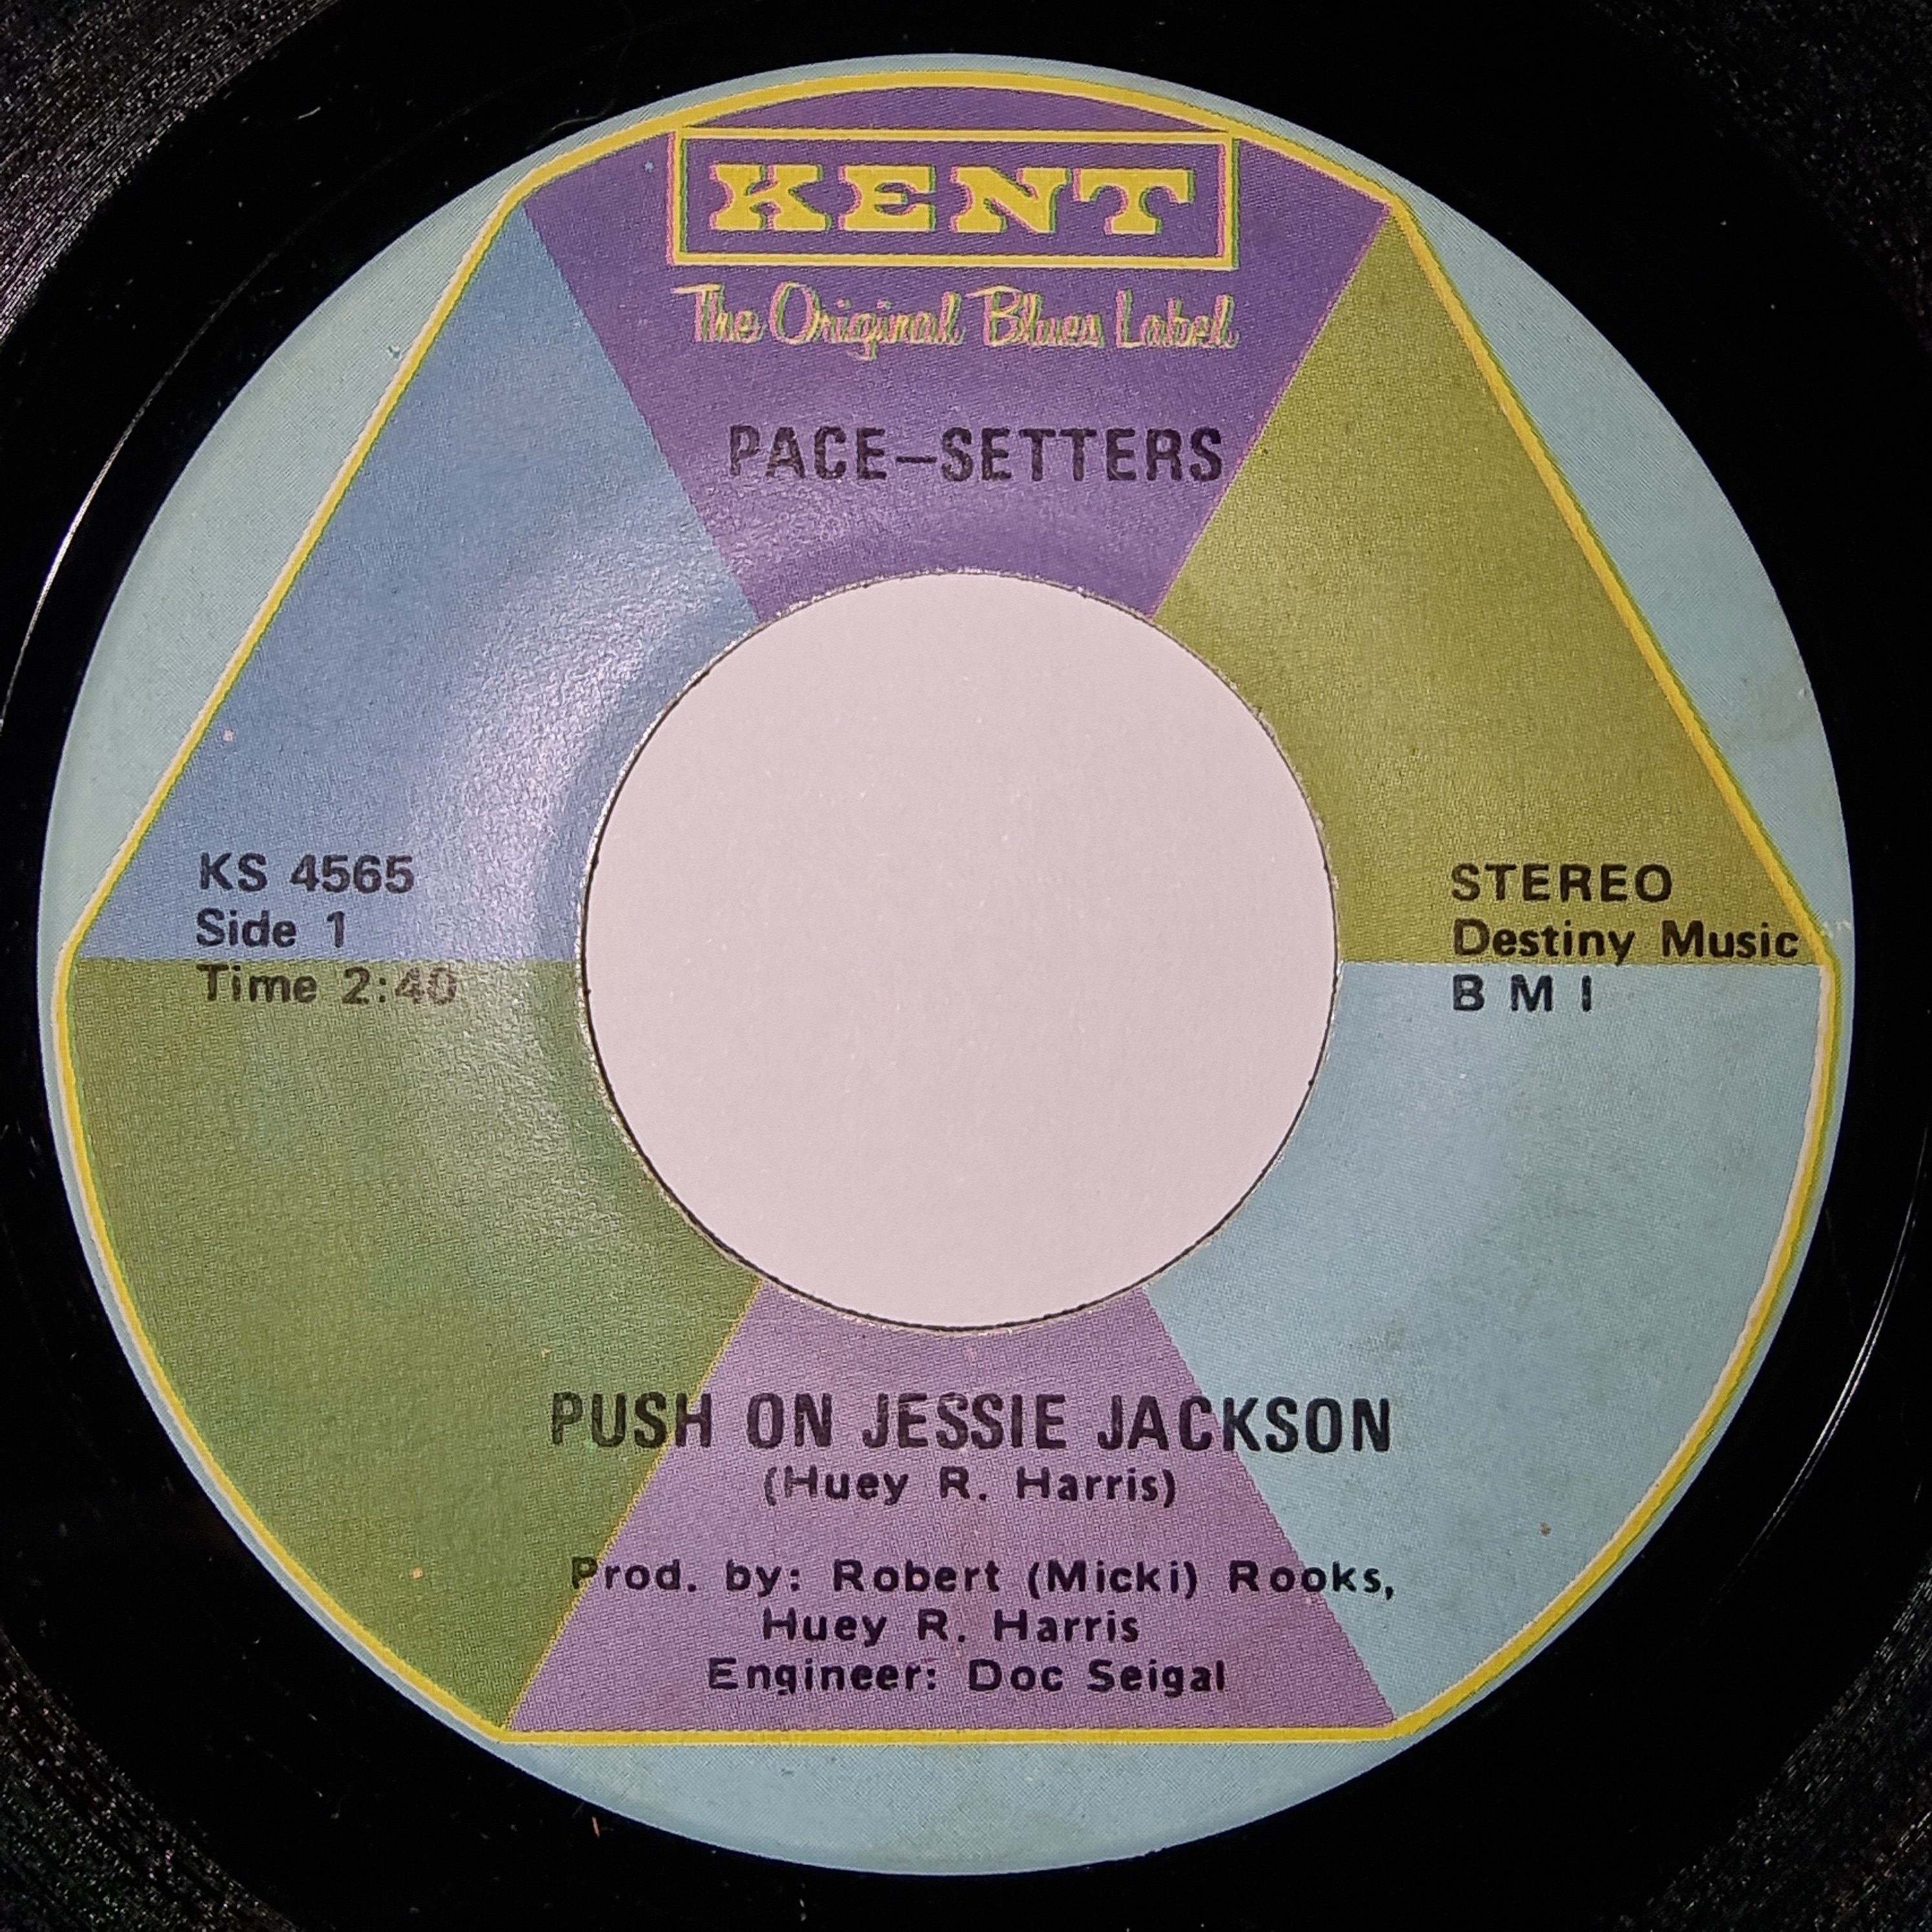 KENT
The Original Blues Label
PACE–SETTERS
KS 4565
Side 1
Time 2:40
STEREO
Destiny Music
B M I
PUSH ON JESSIE JACKSON
(Huey R. Harris)
Prod. by: Robert (Micki) Rooks,
Huey R. Harris
Engineer: Doc Seigal